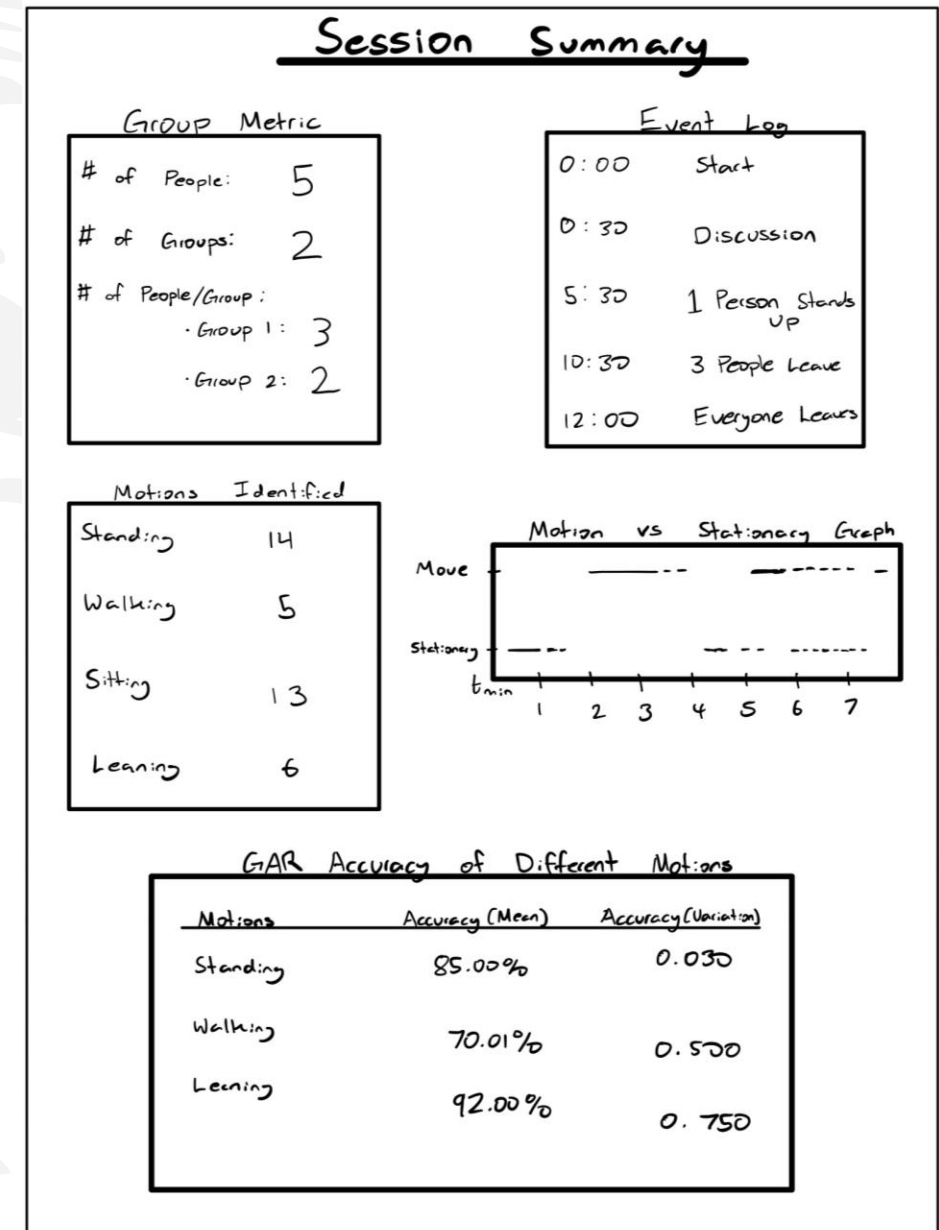 Session Summary
Group Metric
# of People: 5
# of Groups: 2
# of People/Group:
· Group 1: 3
· Group 2: 2
Event Log
0:00 Start
0:30 Discussion
5:30 1 Person Stands
Up
10:30 3 People Leave
12:00 Everyone Leaves
Motions Identified
Standing 14
Walking 5
Sitting 13
Leaning 6
Motion vs Stationary Graph
Move
Stationary
t min
1 2 3 4 5 6 7
GAR Accuracy of Different Motions
Motions Accuracy (Mean) Accuracy (Variation)
Standing 85.00% 0.030
Walking 70.01% 0.500
Leaning 92.00% 0.750